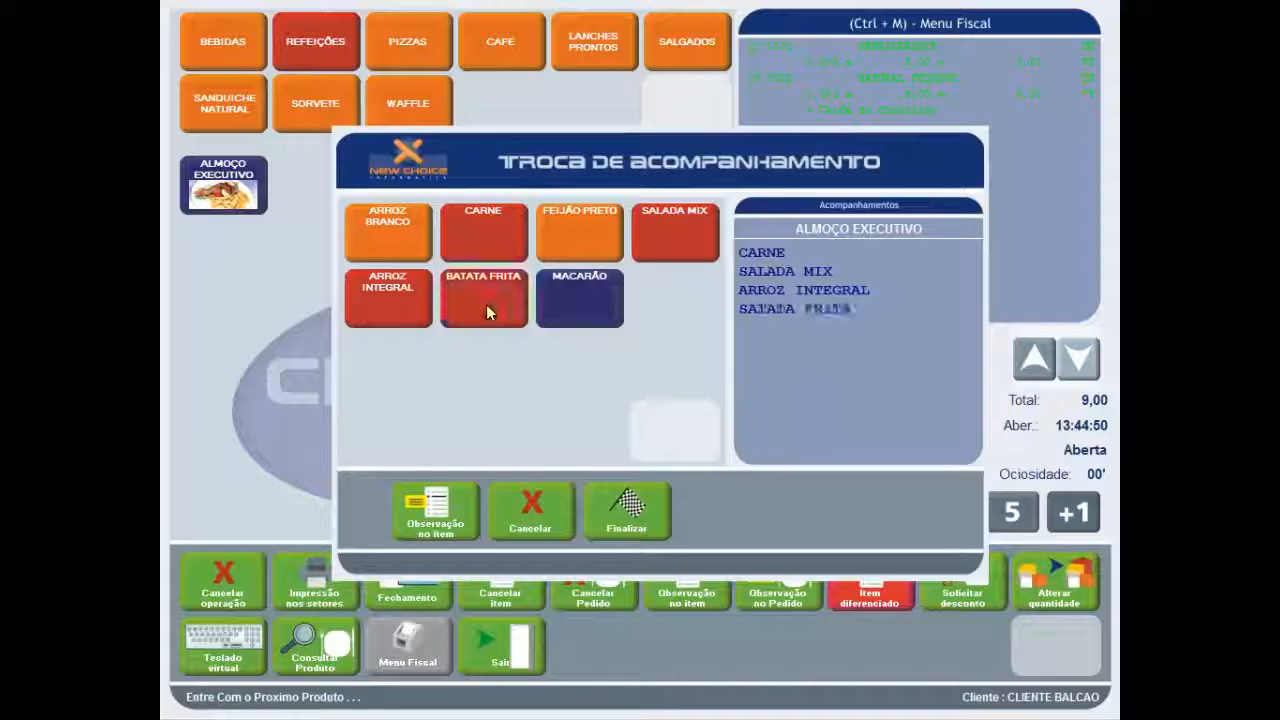 (Ctrl + M) - Menu Fiscal
BEBIDAS
REFEIÇÕES
PIZZAS
CAFÉ
LANCHES
PRONTOS
SALGADOS
SANDUICHE
NATURAL
SORVETE
WAFFLE
ALMOÇO
EXECUTIVO
NEW CHOICE
INFORMÁTICA
TROCA DE ACOMPANHAMENTO
ARROZ
BRANCO
CARNE
FEIJÃO PRETO
SALADA MIX
ARROZ
INTEGRAL
BATATA FRITA
MACARÃO
Acompanhamentos
ALMOÇO EXECUTIVO
CARNE
SALADA MIX
ARROZ INTEGRAL
FRITA
Observação
no item
Cancelar
Finalizar
Total: 9,00
Aber.: 13:44:50
Aberta
Ociosidade: 00'
5
+1
Cancelar
operação
Impressão
nos setores
Fechamento
Cancelar
item
Cancelar
Pedido
Observação
no item
Observação
no Pedido
Item
diferenciado
Solicitar
desconto
Alterar
quantidade
Teclado
virtual
Consultar
Produto
Menu Fiscal
Sair
Entre Com o Proximo Produto . . .
Cliente : CLIENTE BALCAO